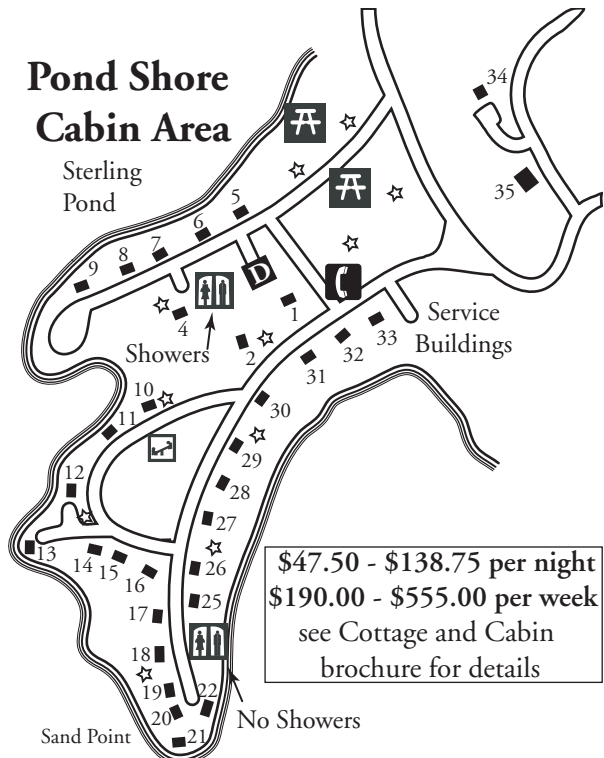 Pond Shore
Cabin Area
Sterling
Pond
34
35
5
6
7
8
9
D
1
4
Showers
2
Service
Buildings
33
32
31
10
30
11
29
12
28
27
13
14
15
16
26
25
17
18
19
20
22
21
No Showers
Sand Point
$47.50 - $138.75 per night
$190.00 - $555.00 per week
see Cottage and Cabin
brochure for details